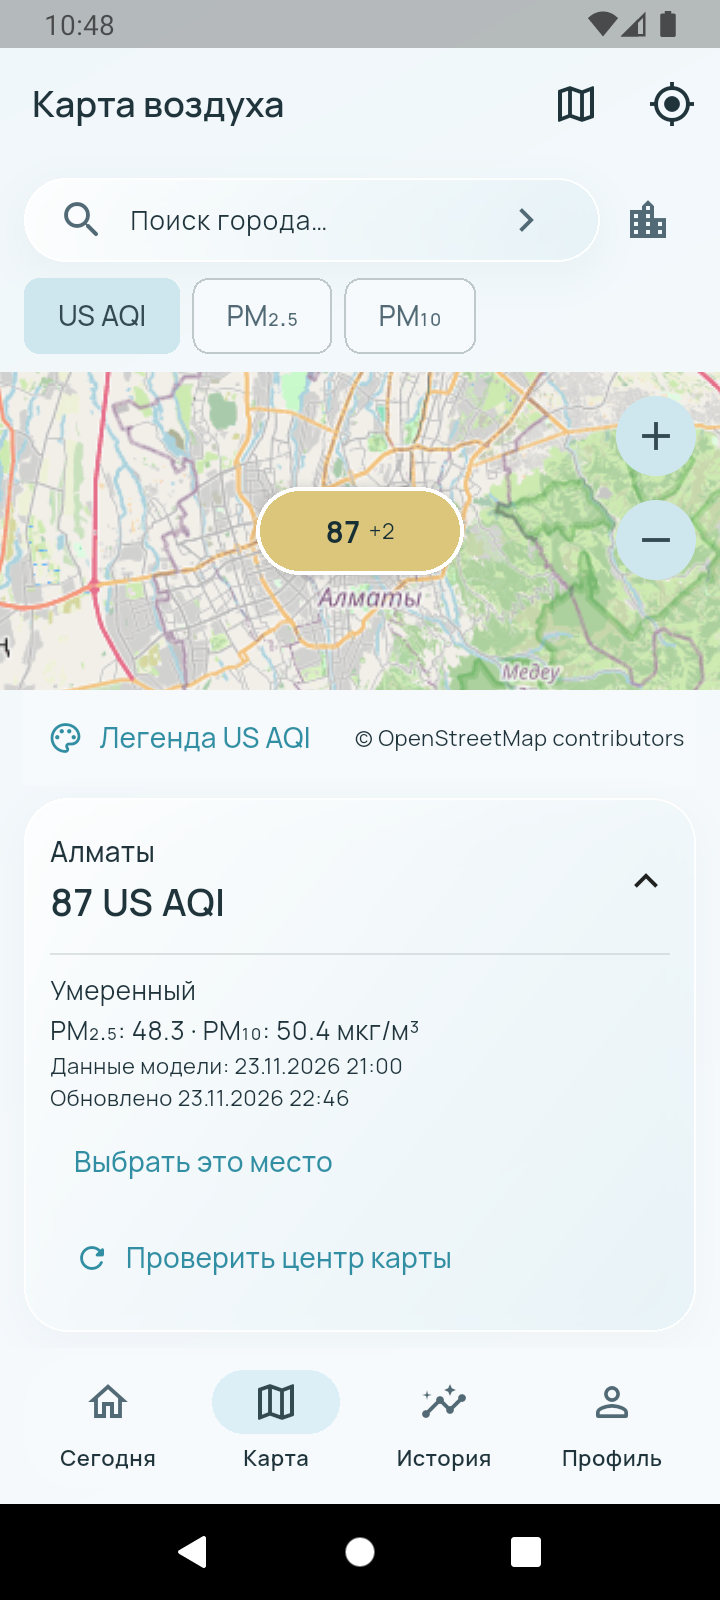 10:48
Карта воздуха
Поиск города...
US AQI
PM₂.₅
PM₁₀
87 +2
Алматы
Медеу
Легенда US AQI
© OpenStreetMap contributors
Алматы
87 US AQI
Умеренный
PM₂.₅: 48.3 · PM₁₀: 50.4 мкг/м³
Данные модели: 23.11.2026 21:00
Обновлено 23.11.2026 22:46
Выбрать это место
Проверить центр карты
Сегодня
Карта
История
Профиль